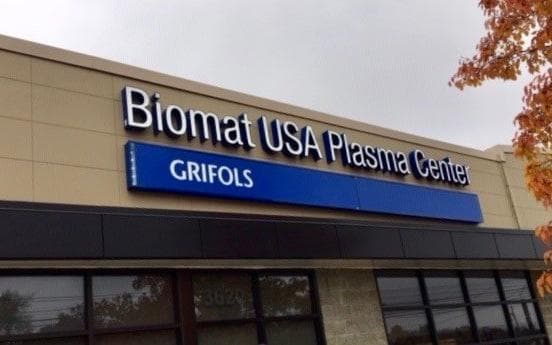 Biomat USA Plasma Center
GRIFOLS